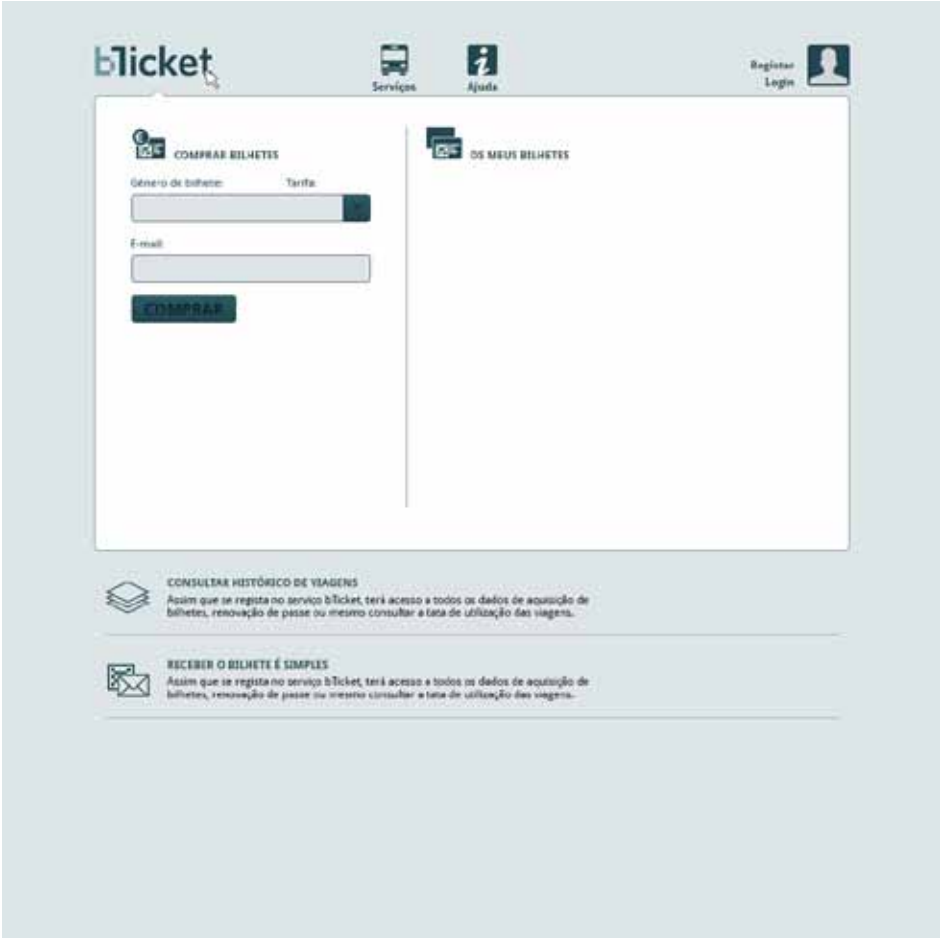 bTicket
Serviços
Ajuda
Register
Login
COMPRAR BILHETES
OS MEUS BILHETES
Género de bilhete:
Tarifa:
E-mail:
COMPRAR
CONSULTAR HISTÓRICO DE VIAGENS
Assim que se regista no serviço bTicket, terá acesso a todos os dados de aquisição de
bilhetes, renovação de passe ou mesmo consultar a tata de utilização das viagens.
RECEBER O BILHETE É SIMPLES
Assim que se regista no serviço bTicket, terá acesso a todos os dados de aquisição de
bilhetes, renovação de passe ou mesmo consultar a tata de utilização das viagens.